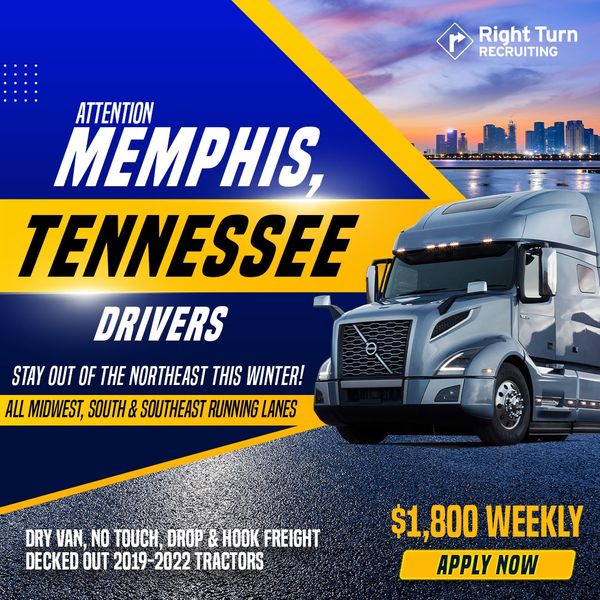 Right Turn
RECRUITING
ATTENTION
MEMPHIS,
TENNESSEE
DRIVERS
STAY OUT OF THE NORTHEAST THIS WINTER!
ALL MIDWEST, SOUTH & SOUTHEAST RUNNING LANES
DRY VAN, NO TOUCH, DROP & HOOK FREIGHT
DECKED OUT 2019-2022 TRACTORS
$1,800 WEEKLY
APPLY NOW